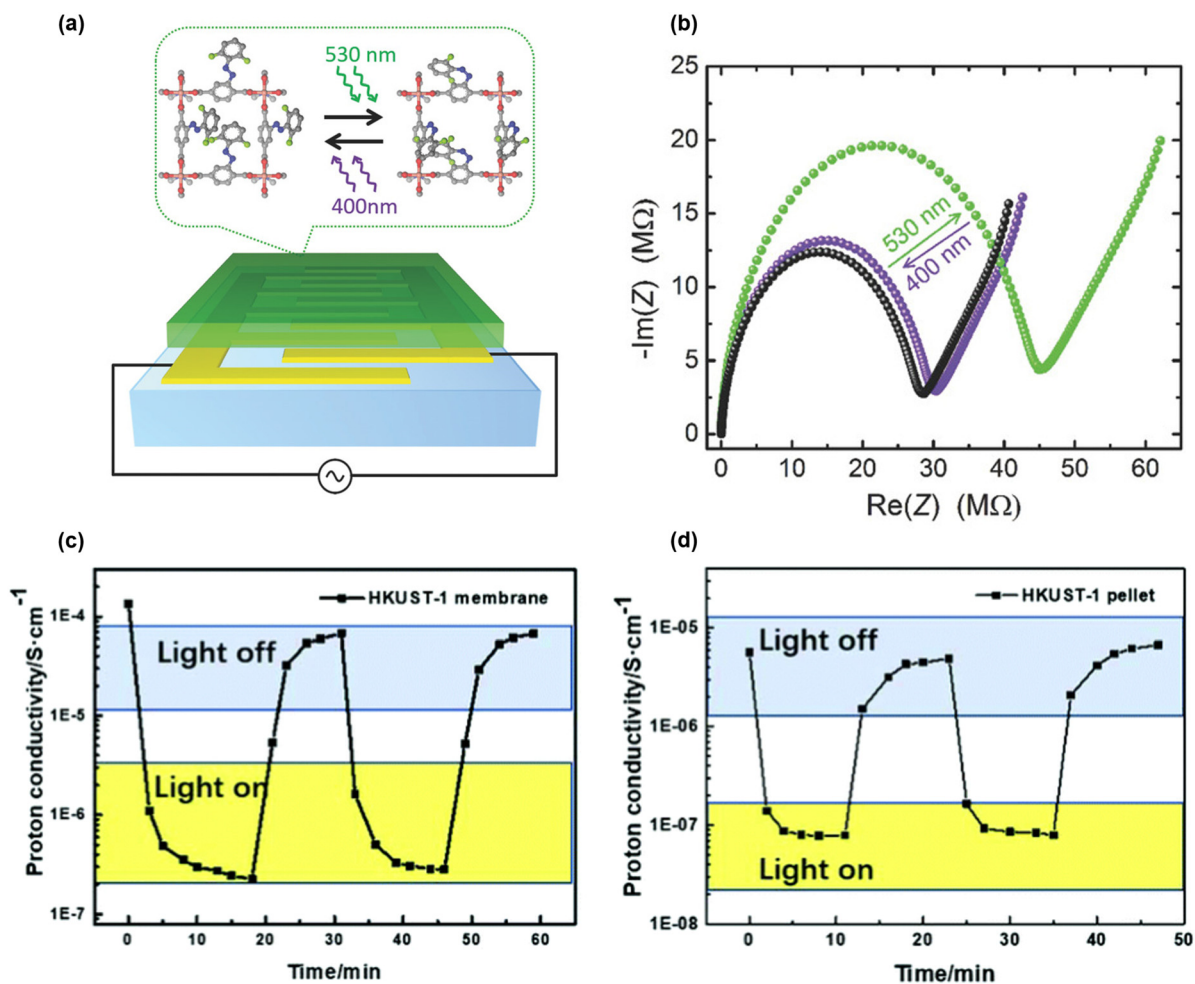 (a)
530 nm
400nm
(b)
25
20
15
10
5
0
-Im(Z) (MΩ)
530 nm
400 nm
0 10 20 30 40 50 60
Re(Z) (MΩ)
(c)
1E-4
1E-5
1E-6
1E-7
Proton conductivity/S·cm-1
HKUST-1 membrane
Light off
Light on
0 10 20 30 40 50 60
Time/min
(d)
1E-05
1E-06
1E-07
1E-08
Proton conductivity/S·cm-1
HKUST-1 pellet
Light off
Light on
0 10 20 30 40 50
Time/min